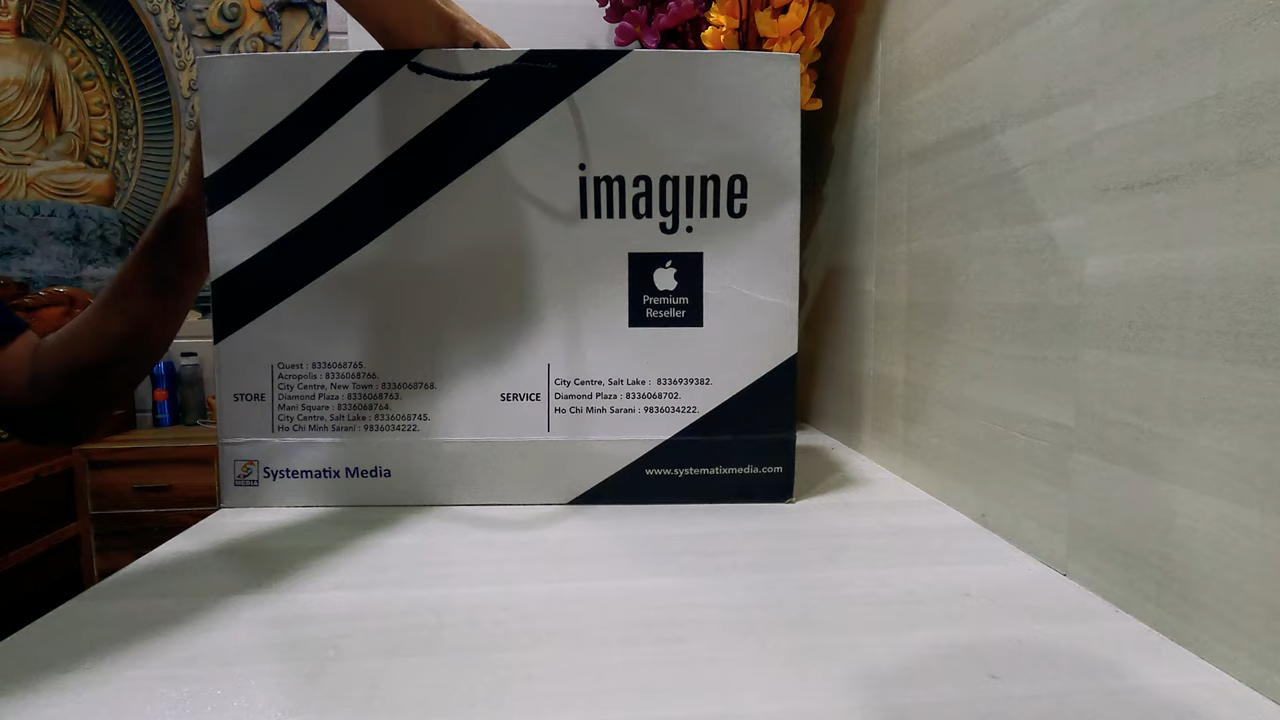 imagine
Premium
Reseller
STORE
Quest : 8336068765.
Acropolis : 8336068766.
City Centre, New Town : 8336068768.
Diamond Plaza : 8336068763.
Mani Square : 8336068764.
City Centre, Salt Lake : 8336068745.
Ho Chi Minh Sarani : 9836034222.
SERVICE
City Centre, Salt Lake : 8336939382.
Diamond Plaza : 8336068702.
Ho Chi Minh Sarani : 9836034222.
MEDIA
Systematix Media
www.systematixmedia.com